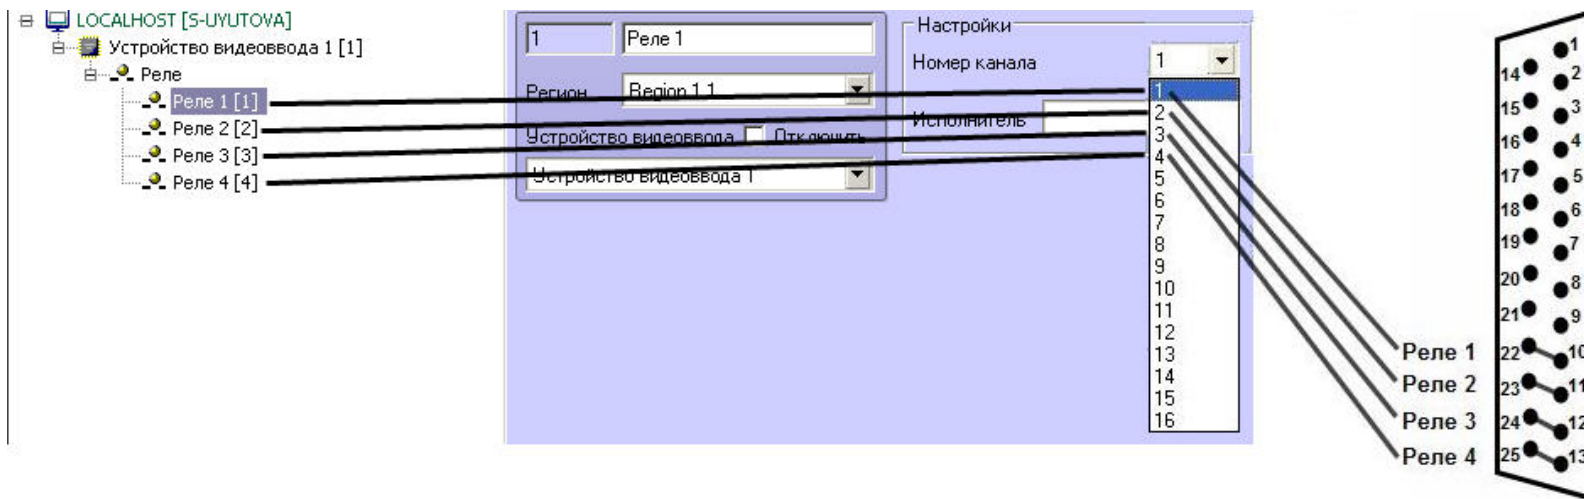 LOCALHOST [S-UYUTOVA]
Устройство видеоввода 1 [1]
Реле
Реле 1 [1]
Реле 2 [2]
Реле 3 [3]
Реле 4 [4]
1
Реле 1
Регион
Region 1.1
Устройство видеоввода
Отключить
Устройство видеоввода 1
Настройки
Номер канала
1
Исполнитель
1
2
3
4
5
6
7
8
9
10
11
12
13
14
15
16
Реле 1
Реле 2
Реле 3
Реле 4
1
14
2
15
3
16
4
17
5
18
6
19
7
20
8
21
9
22
10
23
11
24
12
25
13